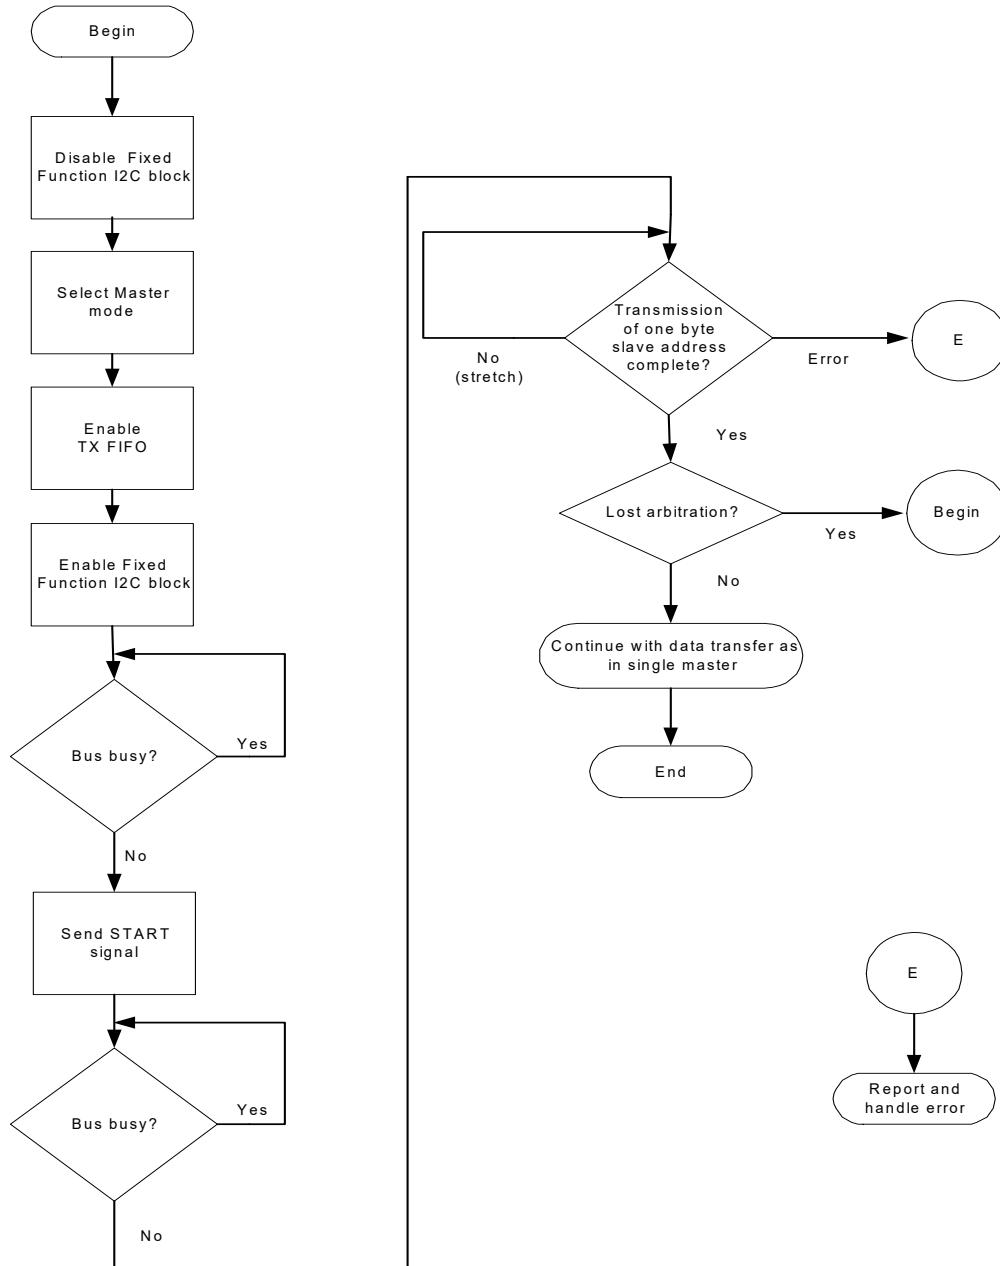 Begin
Disable Fixed
Function I2C block
Select Master
mode
Enable
TX FIFO
Enable Fixed
Function I2C block
Bus busy?
Yes
No
Send START
signal
Bus busy?
Yes
No
Transmission
of one byte
slave address
complete?
No
(stretch)
Error
E
Yes
Lost arbitration?
Yes
Begin
No
Continue with data transfer as
in single master
End
E
Report and
handle error